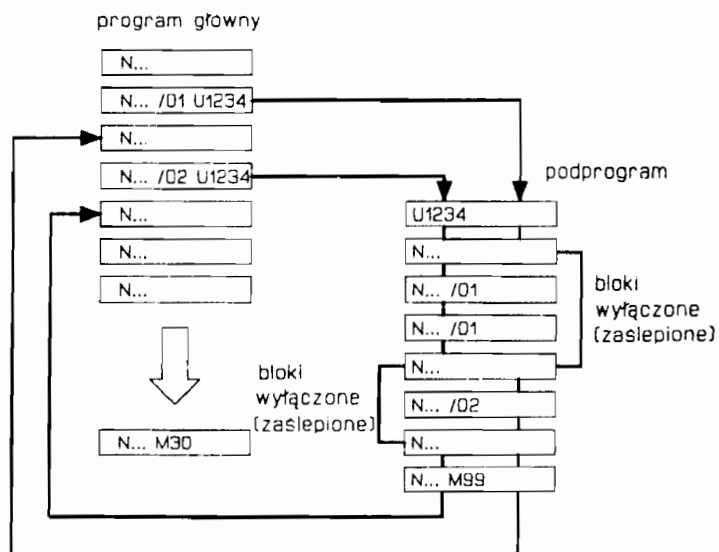 program główny
N...
N... /01 U1234
N...
N... /02 U1234
N...
N...
N...
N... M30
podprogram
U1234
N...
N... /01
N... /01
N...
N... /02
N...
N... M99
bloki
wyłączone
(zaslepione)
bloki
wyłączone
(zaslepione)